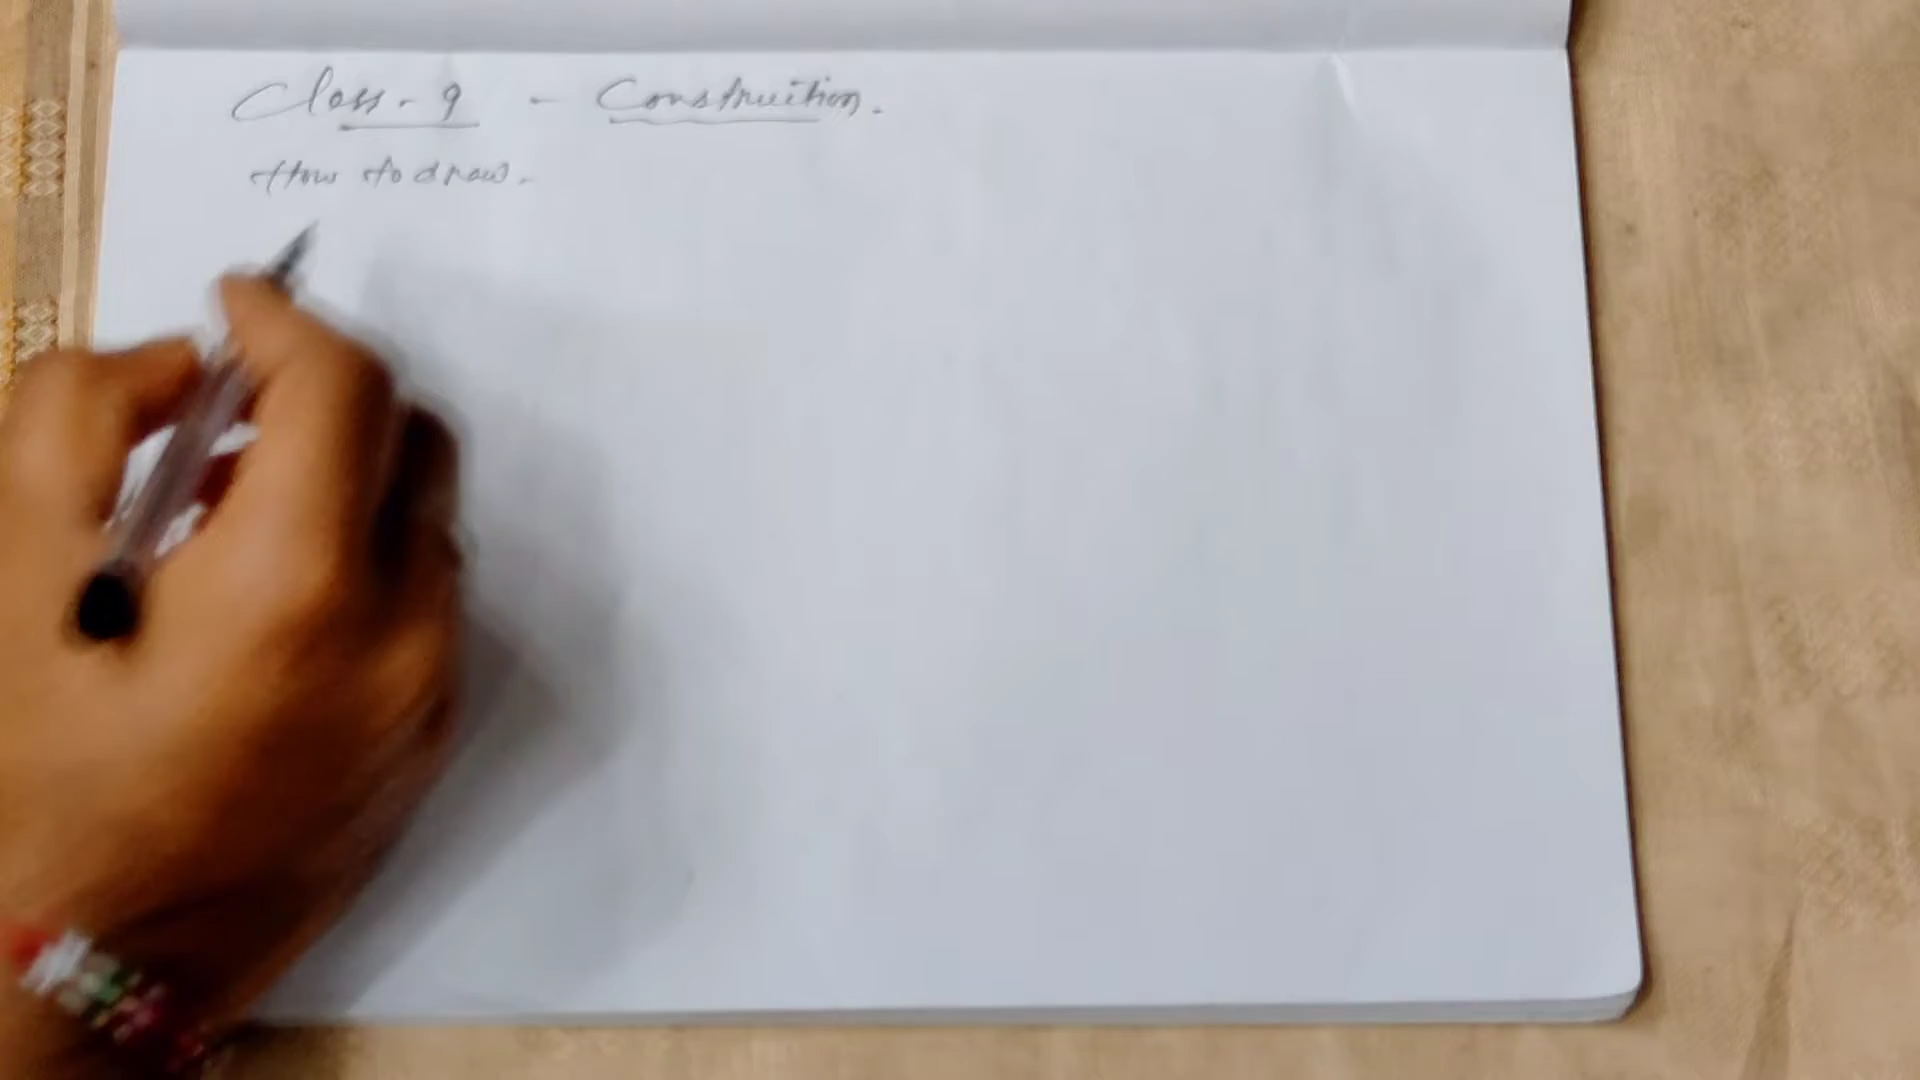 Class - 9 - Construction.
How to draw.